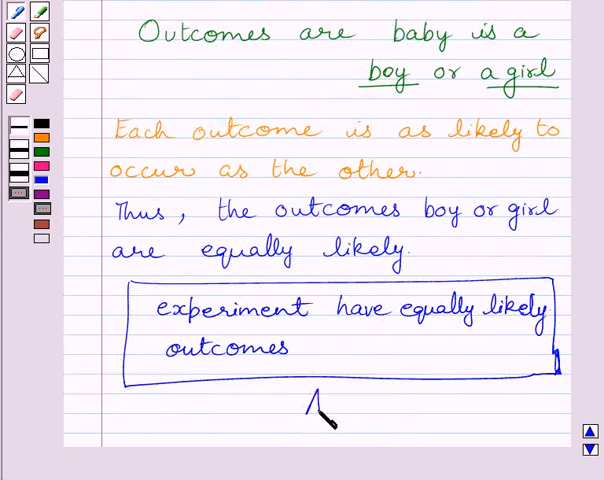 Outcomes are baby is a
boy or a girl
Each outcome is as likely to
occur as the other.
Thus, the outcomes boy or girl
are equally likely.
experiment have equally likely
outcomes